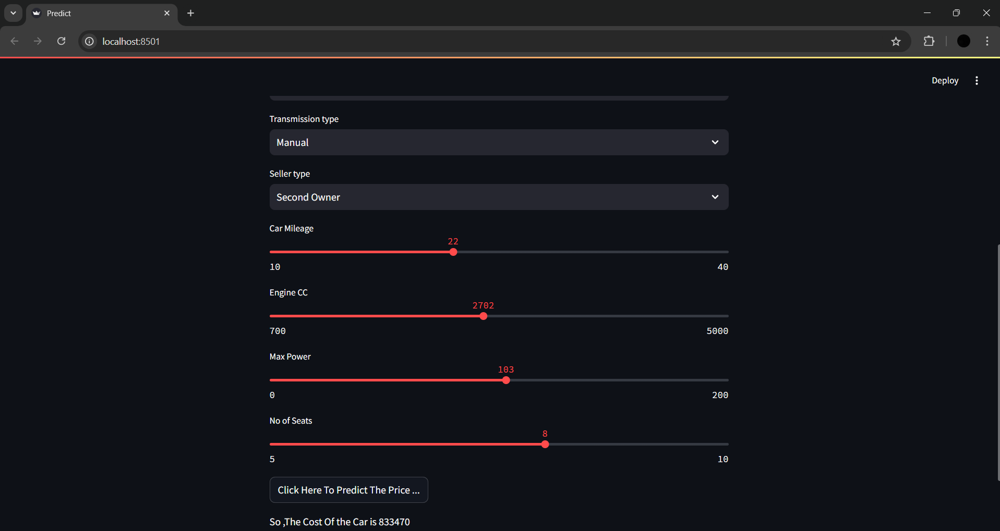 Predict
localhost:8501
Deploy
Transmission type
Manual
Seller type
Second Owner
Car Mileage
22
10 40
Engine CC
2702
700 5000
Max Power
103
0 200
No of Seats
8
5 10
Click Here To Predict The Price ...
So ,The Cost Of the Car is 833470